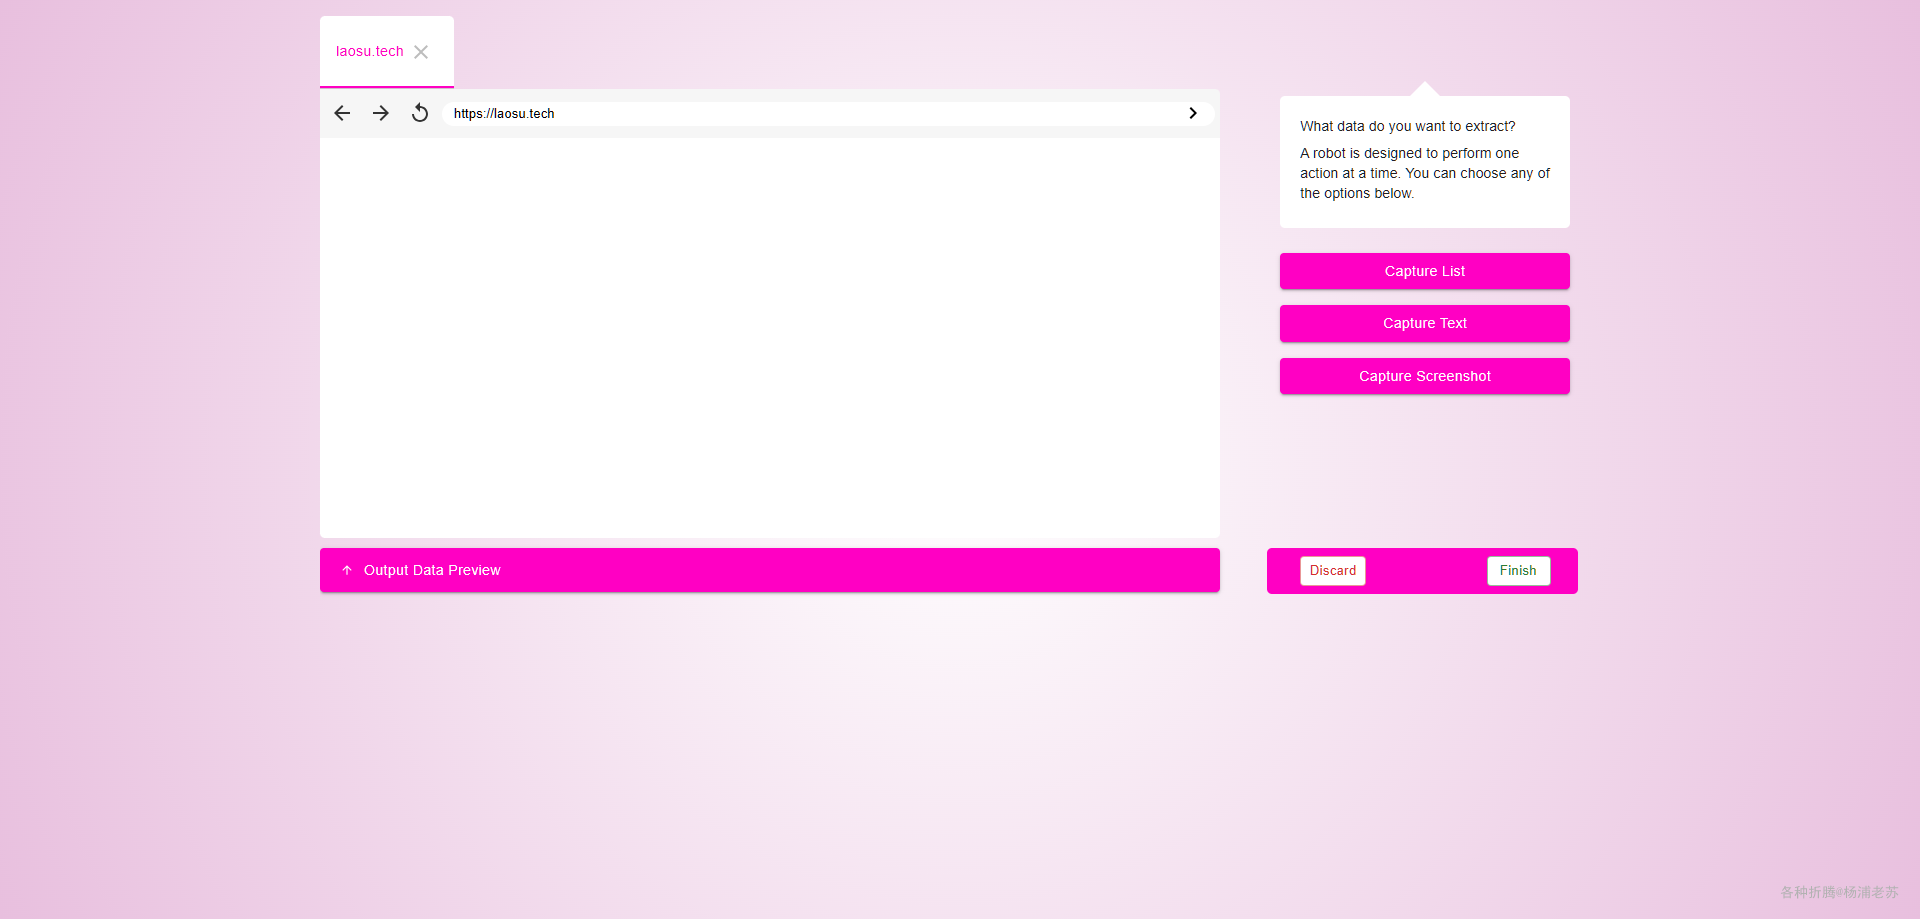 laosu.tech
https://laosu.tech
What data do you want to extract?
A robot is designed to perform one
action at a time. You can choose any of
the options below.
Capture List
Capture Text
Capture Screenshot
Output Data Preview
Discard
Finish
各种折腾@杨浦老苏